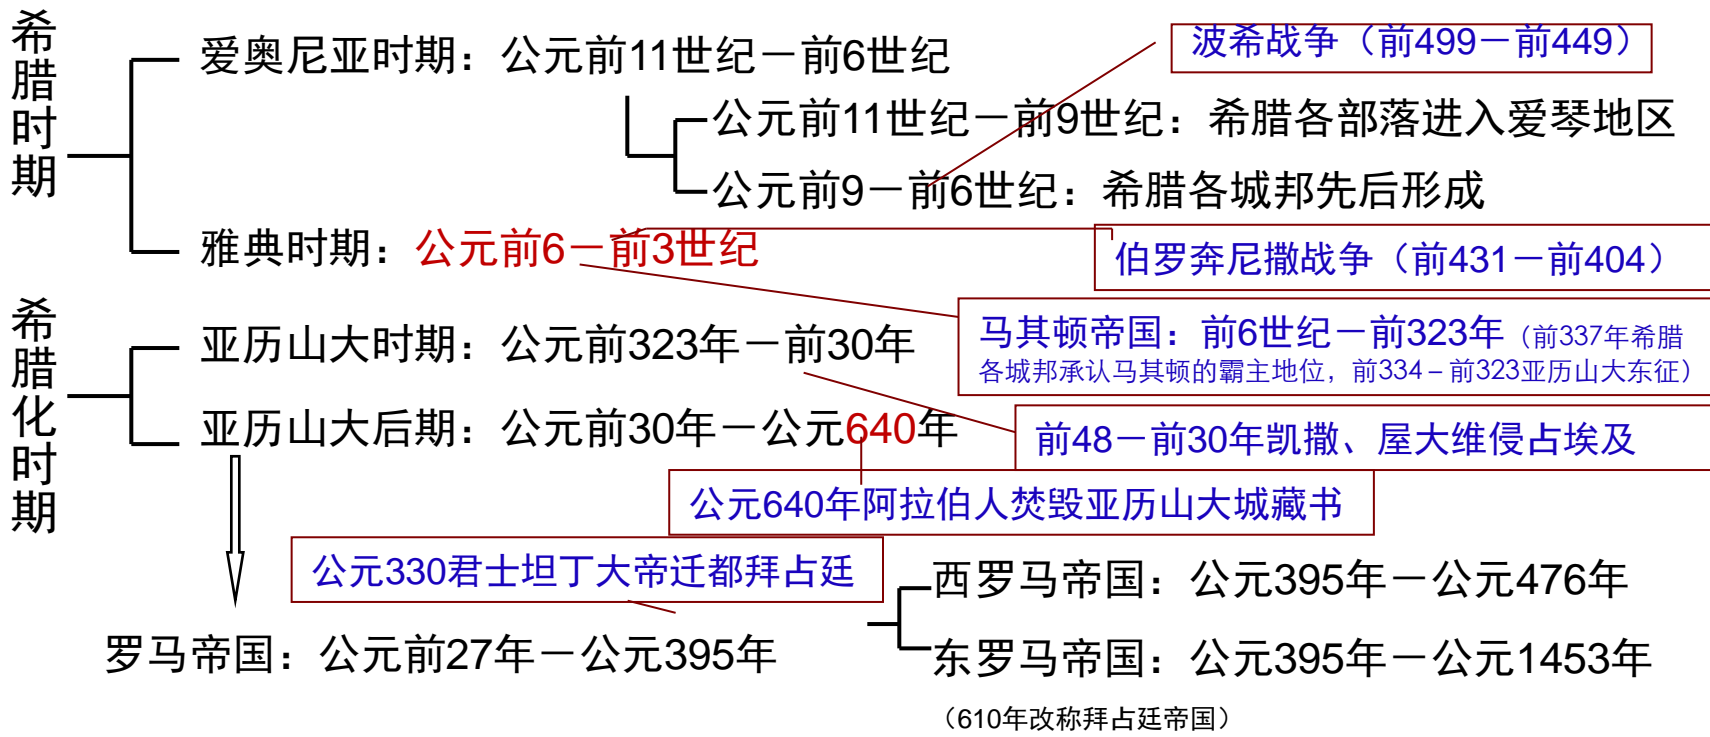 希腊时期
爱奥尼亚时期：公元前11世纪－前6世纪
波希战争（前499－前449）
公元前11世纪－前9世纪：希腊各部落进入爱琴地区
公元前9－前6世纪：希腊各城邦先后形成
雅典时期：公元前6－前3世纪
伯罗奔尼撒战争（前431－前404）
希腊化时期
亚历山大时期：公元前323年－前30年
马其顿帝国：前6世纪－前323年（前337年希腊
各城邦承认马其顿的霸主地位，前334－前323亚历山大东征）
亚历山大后期：公元前30年－公元640年
前48－前30年凯撒、屋大维侵占埃及
公元640年阿拉伯人焚毁亚历山大城藏书
公元330君士坦丁大帝迁都拜占廷
西罗马帝国：公元395年－公元476年
罗马帝国：公元前27年－公元395年
东罗马帝国：公元395年－公元1453年
（610年改称拜占廷帝国）